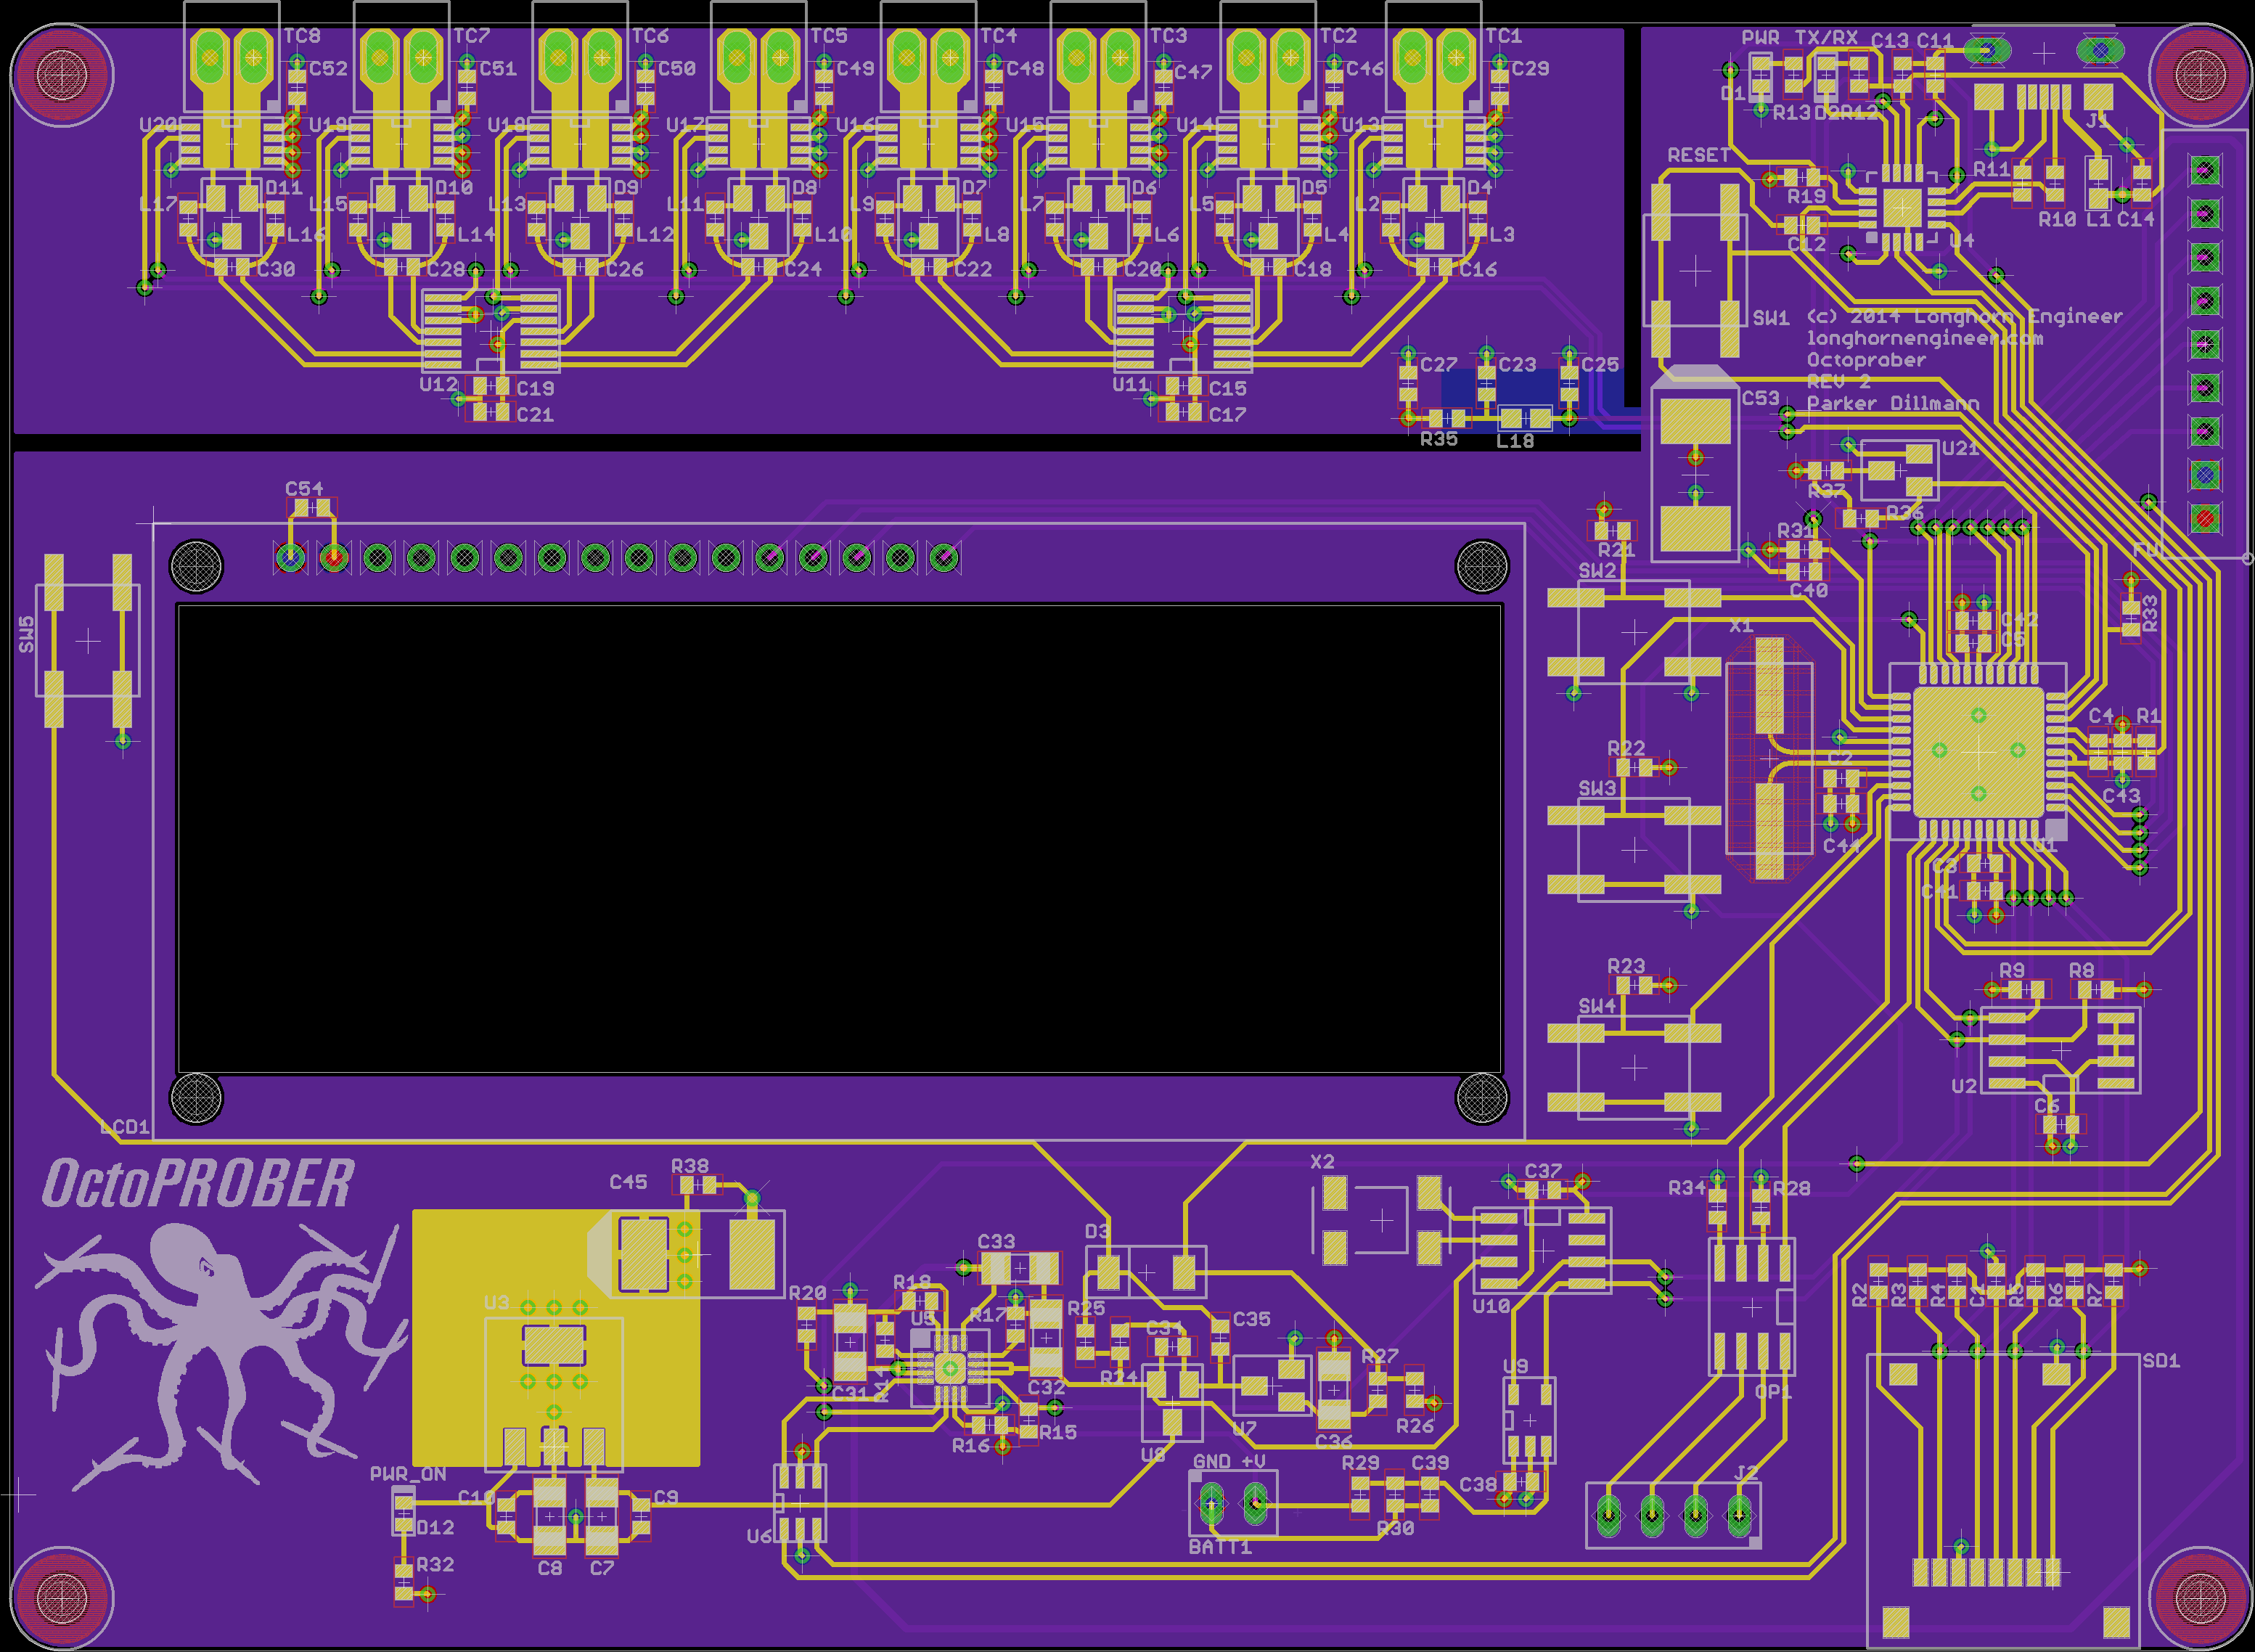 TC8 TC7 TC6 TC5 TC4 TC3 TC2 TC1 PWR TX/RX C13 C11
C52 C51 C50 C49 C48 C47 C46 C29
D1 R13 D2 R12 J1
U20 U19 U18 U17 U16 U15 U14 U13
RESET R11
D11 D10 D9 D8 D7 D6 D5 D4 R19
L17 L15 L13 L11 L9 L7 L5 L2 R10 L1 C14
L16 L14 L12 L10 L8 L6 L4 L3 C12 U4
C30 C28 C26 C24 C22 C20 C18 C16
SW1 (c) 2014 Longhorn Engineer
longhornengineer.com
Octoprober
REV 2
Parker Dillmann
C27 C23 C25
U12 C19 U11 C15 C53
C21 C17
R35 L18 U21
C54 R37
R36
R21 R31
SW2 C40
SW5 X1 R33
C42
C5
C4 R1
R22 C2
SW3 C43
C44 U1
C3
C41
R23 R9 R8
SW4
U2
C6
LCD1
OctoPROBER
C45 R38 X2 C37 R34 R28
D3
C33
U3 R20 R18 R17 R25 C35 U10 R2 R3 R4 R5 R6 R7
U5 C34
R24 R27 U9 SD1
C31 R14 C32 OP1
R16 R15 U8 U7 C36 R26
PWR_ON GND +V R29 C39 J2
C10 C9 C38
D12 U6 R30
BATT1
R32 C8 C7